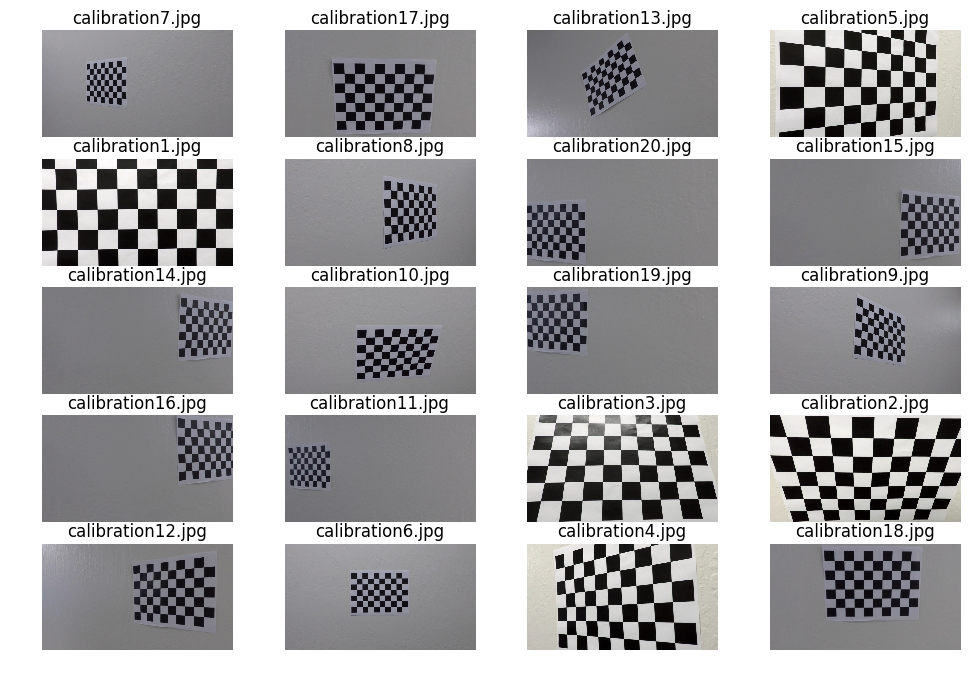 calibration7.jpg
calibration17.jpg
calibration13.jpg
calibration5.jpg
calibration1.jpg
calibration8.jpg
calibration20.jpg
calibration15.jpg
calibration14.jpg
calibration10.jpg
calibration19.jpg
calibration9.jpg
calibration16.jpg
calibration11.jpg
calibration3.jpg
calibration2.jpg
calibration12.jpg
calibration6.jpg
calibration4.jpg
calibration18.jpg